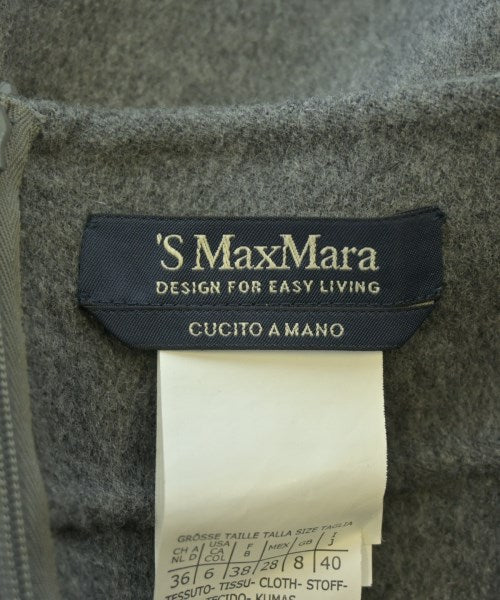 'S MaxMara
DESIGN FOR EASY LIVING
CUCITO A MANO
GRÖSSE TAILLE TALLA SIZE TAGLIA
CH A NL D USA CA COL F B MEX GB I J
36 6 38 28 8 40
TESSUTO- TISSU- CLOTH- STOFF-
TECIDO- KUMAS